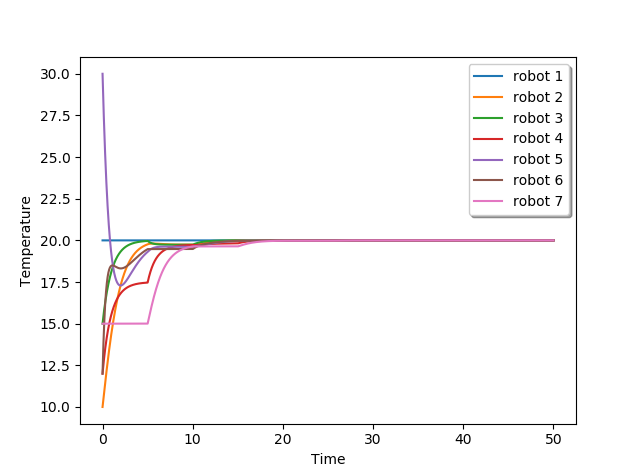 30.0
27.5
25.0
22.5
20.0
17.5
15.0
12.5
10.0
Temperature
0
10
20
30
40
50
Time
robot 1
robot 2
robot 3
robot 4
robot 5
robot 6
robot 7